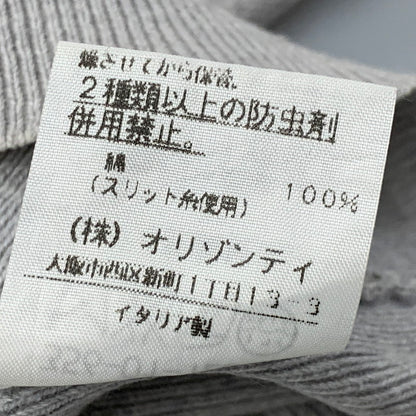 燥させてから保管。
2種類以上の防虫剤
併用禁止。
綿 100%
(スリット糸使用)
(株)オリゾンティ
大阪市西区新町1丁目13-3
イタリア製